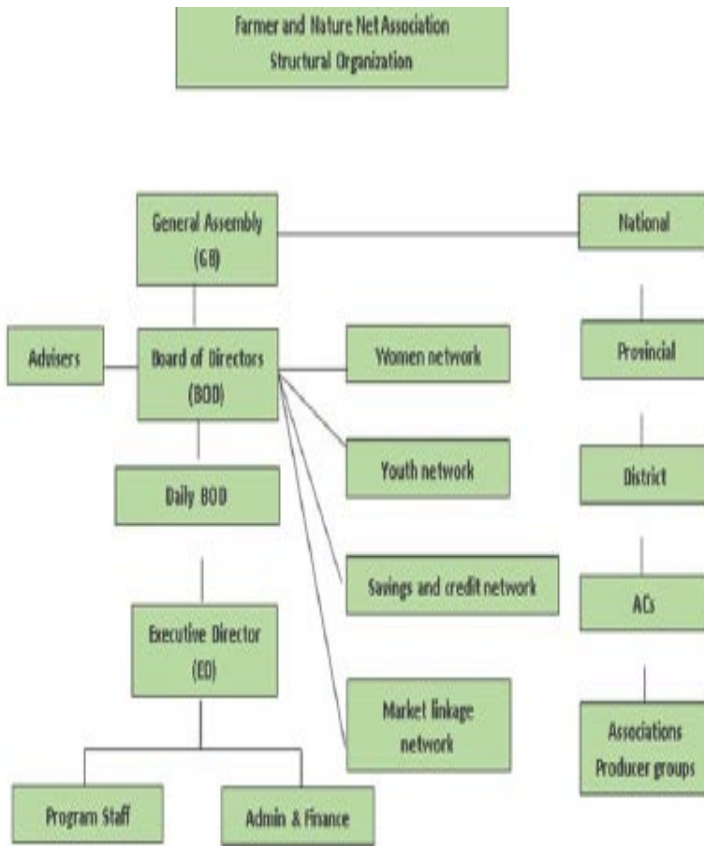 Farmer and Nature Net Association
Structural Organization
General Assembly
(GB)
National
Advisers
Board of Directors
(BOD)
Women network
Provincial
Youth network
District
Daily BOD
Savings and credit network
ACs
Executive Director
(ED)
Market linkage
network
Associations
Producer groups
Program Staff
Admin & Finance